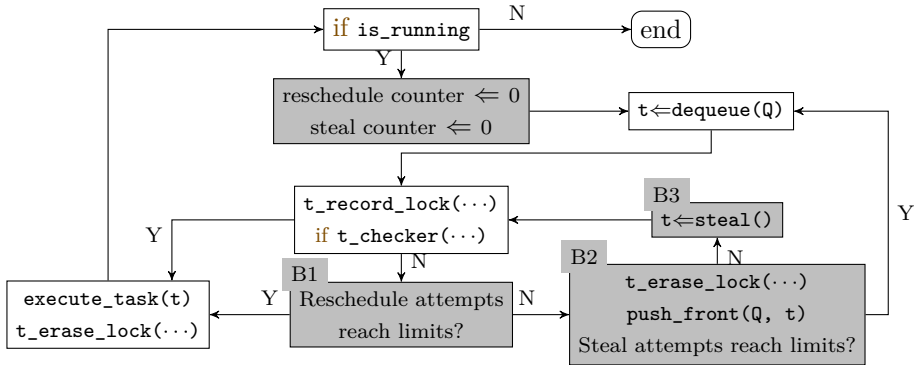 if is_running
N
end
Y
reschedule counter ⇐ 0
steal counter ⇐ 0
t⇐dequeue(Q)
t_record_lock(···)
if t_checker(···)
B3
t⇐steal()
Y
Y
N
N
B1
B2
execute_task(t)
t_erase_lock(···)
Y
Reschedule attempts
reach limits?
N
t_erase_lock(···)
push_front(Q, t)
Steal attempts reach limits?